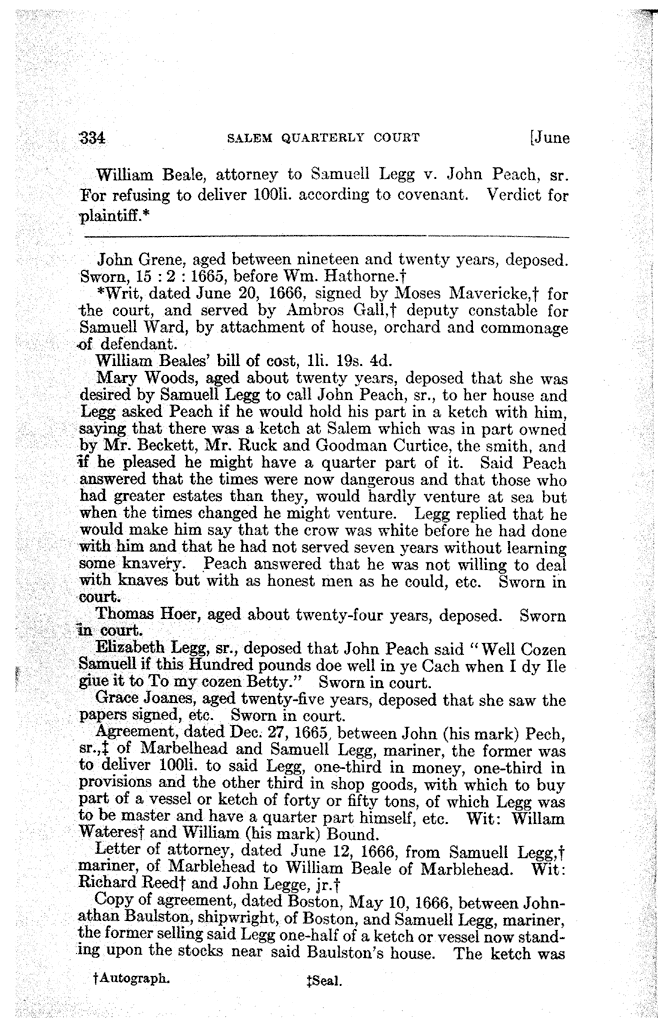 334 SALEM QUARTERLY COURT [June
William Beale, attorney to Samuell Legg v. John Peach, sr.
For refusing to deliver 100li. according to covenant. Verdict for
plaintiff.*
John Grene, aged between nineteen and twenty years, deposed.
Sworn, 15 : 2 : 1665, before Wm. Hathorne.†
*Writ, dated June 20, 1666, signed by Moses Mavericke,† for
the court, and served by Ambros Gall,† deputy constable for
Samuell Ward, by attachment of house, orchard and commonage
of defendant.
William Beales' bill of cost, 1li. 19s. 4d.
Mary Woods, aged about twenty years, deposed that she was
desired by Samuell Legg to call John Peach, sr., to her house and
Legg asked Peach if he would hold his part in a ketch with him,
saying that there was a ketch at Salem which was in part owned
by Mr. Beckett, Mr. Ruck and Goodman Curtice, the smith, and
if he pleased he might have a quarter part of it. Said Peach
answered that the times were now dangerous and that those who
had greater estates than they, would hardly venture at sea but
when the times changed he might venture. Legg replied that he
would make him say that the crow was white before he had done
with him and that he had not served seven years without learning
some knavery. Peach answered that he was not willing to deal
with knaves but with as honest men as he could, etc. Sworn in
court.
Thomas Hoer, aged about twenty-four years, deposed. Sworn
in court.
Elizabeth Legg, sr., deposed that John Peach said "Well Cozen
Samuell if this Hundred pounds doe well in ye Cach when I dy Ile
giue it to To my cozen Betty." Sworn in court.
Grace Joanes, aged twenty-five years, deposed that she saw the
papers signed, etc. Sworn in court.
Agreement, dated Dec. 27, 1665, between John (his mark) Pech,
sr.,‡ of Marbelhead and Samuell Legg, mariner, the former was
to deliver 100li. to said Legg, one-third in money, one-third in
provisions and the other third in shop goods, with which to buy
part of a vessel or ketch of forty or fifty tons, of which Legg was
to be master and have a quarter part himself, etc. Wit: Willam
Waterest† and William (his mark) Bound.
Letter of attorney, dated June 12, 1666, from Samuell Legg,†
mariner, of Marblehead to William Beale of Marblehead. Wit:
Richard Reed† and John Legge, jr.†
Copy of agreement, dated Boston, May 10, 1666, between John-
athan Baulston, shipwright, of Boston, and Samuell Legg, mariner,
the former selling said Legg one-half of a ketch or vessel now stand-
ing upon the stocks near said Baulston's house. The ketch was
†Autograph. ‡Seal.